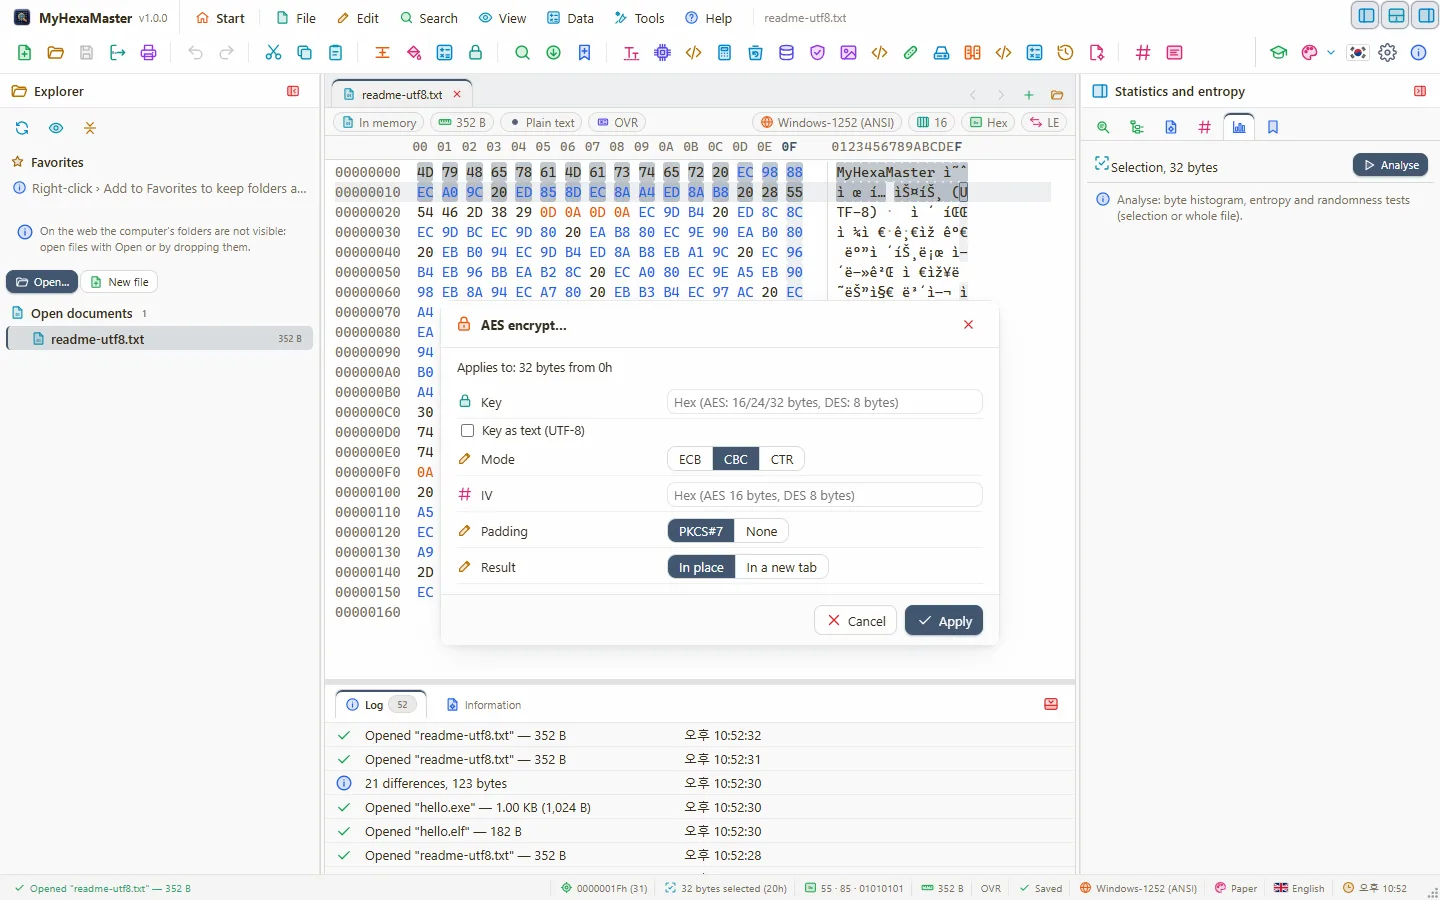 MyHexaMaster v1.0.0 Start File Edit Search View Data Tools Help readme-utf8.txt
Explorer
Favorites
Right-click › Add to Favorites to keep folders a...
On the web the computer's folders are not visible:
open files with Open or by dropping them.
Open... New file
Open documents 1
readme-utf8.txt 352 B
readme-utf8.txt
In memory 352 B Plain text OVR Windows-1252 (ANSI) 16 Hex LE
00 01 02 03 04 05 06 07 08 09 0A 0B 0C 0D 0E 0F 0123456789ABCDEF
00000000 4D 79 48 65 78 61 4D 61 73 74 65 72 20 EC 98 88 MyHexaMaster ì˜ˆ
00000010 EC A0 9C 20 ED 85 8D EC 8A A4 ED 8A B8 20 28 55 ì œ í… ìŠ¤íŠ¸ (U
00000020 54 46 2D 38 29 0D 0A 0D 0A EC 9D B4 20 ED 8C 8C TF-8) ì ´ íŒŒ
00000030 EC 9D BC EC 9D 80 20 EA B8 80 EC 9E 90 EA B0 80 ì ¼ì € ê¸€ìž ê°€
00000040 20 EB B0 94 EC 9D B4 ED 8A B8 EB A1 9C 20 EC 96 ë°”ì ´íŠ¸ë¡œ ì–
00000050 B4 EB 96 BB EA B2 8C 20 EC A0 80 EC 9E A5 EB 90 ´ë–»ê²Œ ì €ìž¥ë
00000060 98 EB 8A 94 EC A7 80 20 EB B3 B4 EC 97 AC 20 EC ˜ëŠ”ì§€ ë³´ì—¬ ì
00000070 A4
00000080 EA
00000090 94
000000A0 B0
000000B0 A4
000000C0 30
000000D0 74
000000E0 74
000000F0 0A
00000100 20
00000110 A5
00000120 EC
00000130 A9
00000140 2D
00000150 EC
00000160
AES encrypt...
Applies to: 32 bytes from 0h
Key Hex (AES: 16/24/32 bytes, DES: 8 bytes)
Key as text (UTF-8)
Mode ECB CBC CTR
IV Hex (AES 16 bytes, DES 8 bytes)
Padding PKCS#7 None
Result In place In a new tab
Cancel Apply
Log 52 Information
Opened "readme-utf8.txt" — 352 B 오후 10:52:32
Opened "readme-utf8.txt" — 352 B 오후 10:52:31
21 differences, 123 bytes 오후 10:52:30
Opened "hello.exe" — 1.00 KB (1,024 B) 오후 10:52:30
Opened "hello.elf" — 182 B 오후 10:52:30
Opened "readme-utf8.txt" — 352 B 오후 10:52:28
Statistics and entropy
Selection, 32 bytes Analyse
Analyse: byte histogram, entropy and randomness tests
(selection or whole file).
Opened "readme-utf8.txt" — 352 B 0000001Fh (31) 32 bytes selected (20h) 55 · 85 · 01010101 352 B OVR Saved Windows-1252 (ANSI) Paper English 오후 10:52